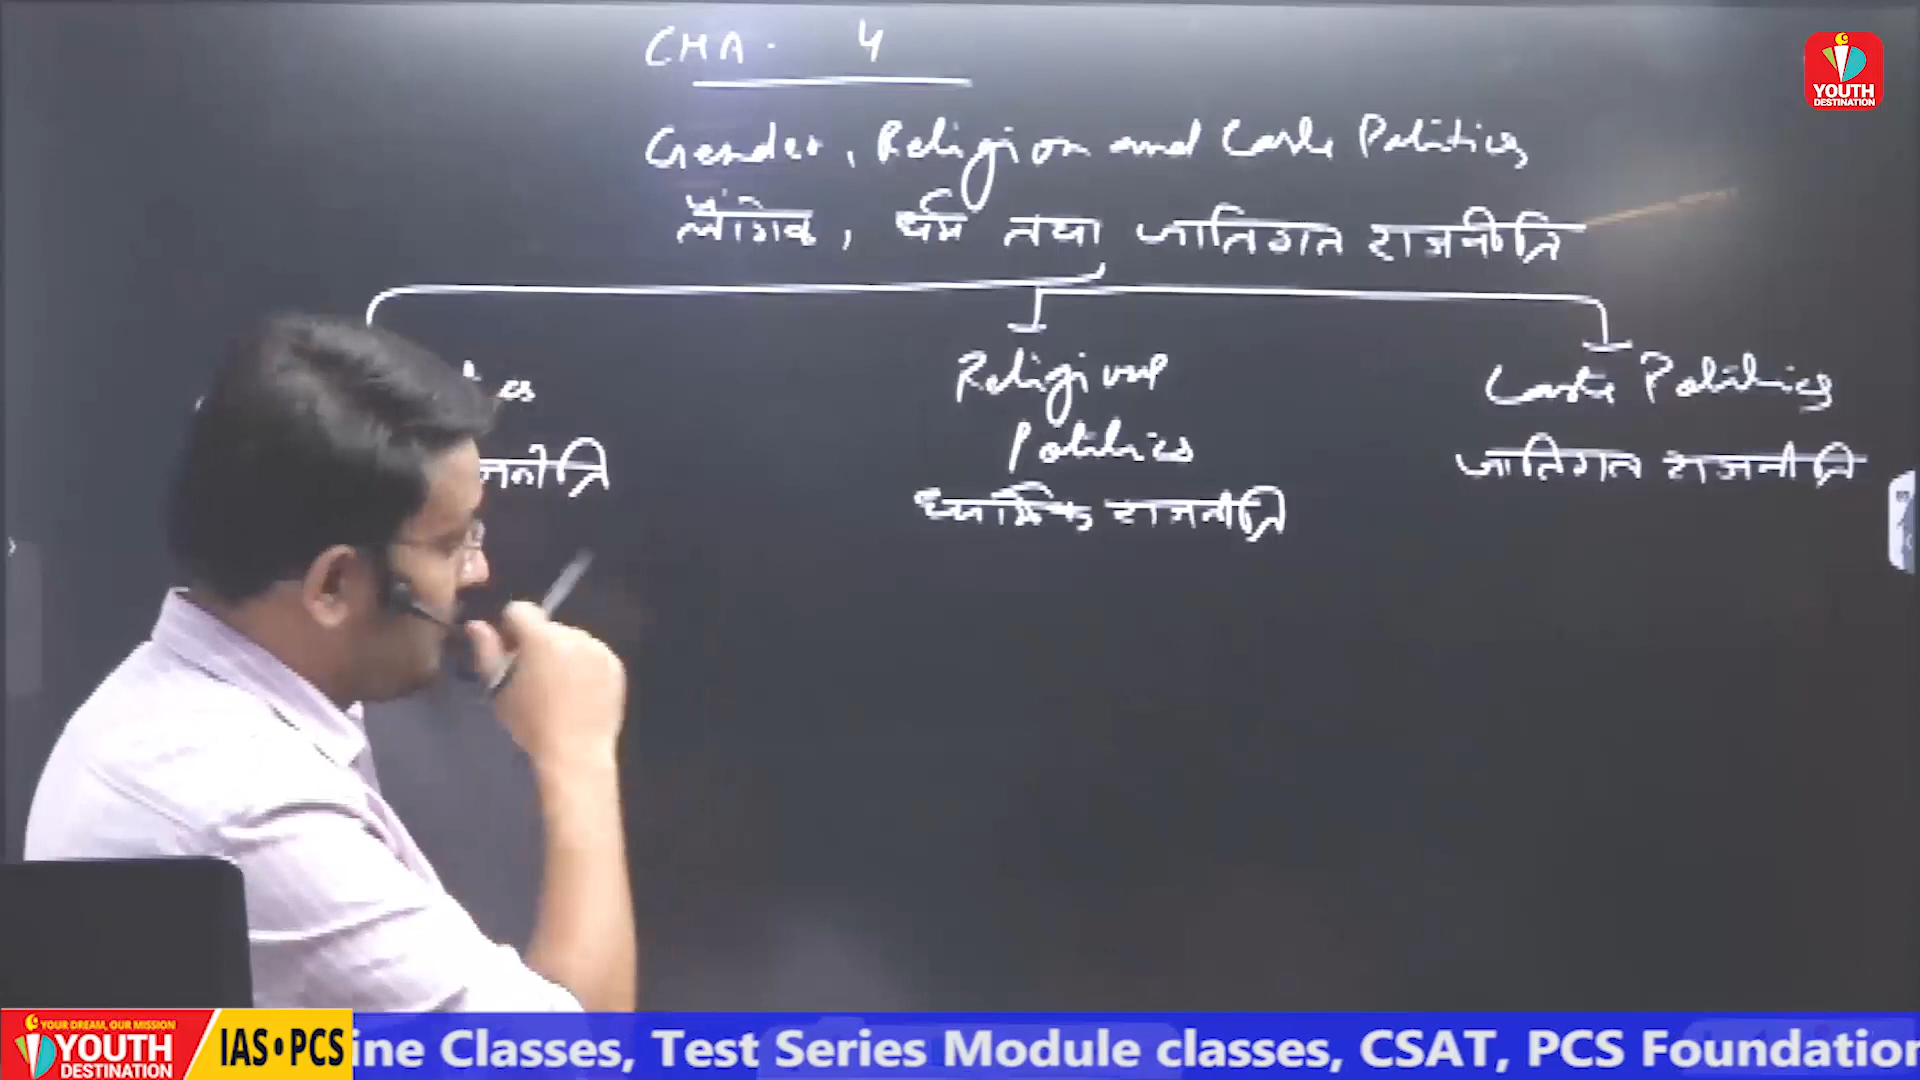 CHA. 4
Gender, Religion and Caste Politics
लैंगिक, धर्म तथा जातिगत राजनीति
Religious
Politics
धार्मिक राजनीति
Caste Politics
जातिगत राजनीति
YOUTH
DESTINATION
YOUR DREAM, OUR MISSION
YOUTH
DESTINATION
IAS•PCS
ine Classes, Test Series Module classes, CSAT, PCS Foundation